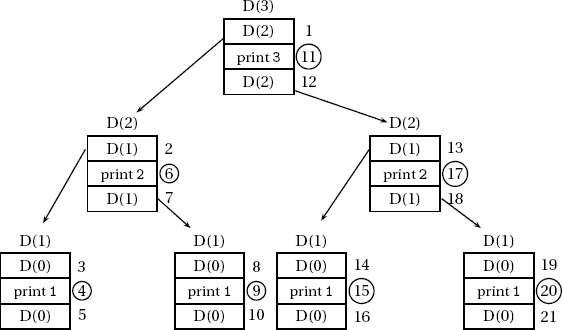 D(3)
D(2) 1
print 3 11
D(2) 12
D(2)
D(1) 2
print 2 6
D(1) 7
D(2)
D(1) 13
print 2 17
D(1) 18
D(1)
D(0) 3
print 1 4
D(0) 5
D(1)
D(0) 8
print 1 9
D(0) 10
D(1)
D(0) 14
print 1 15
D(0) 16
D(1)
D(0) 19
print 1 20
D(0) 21